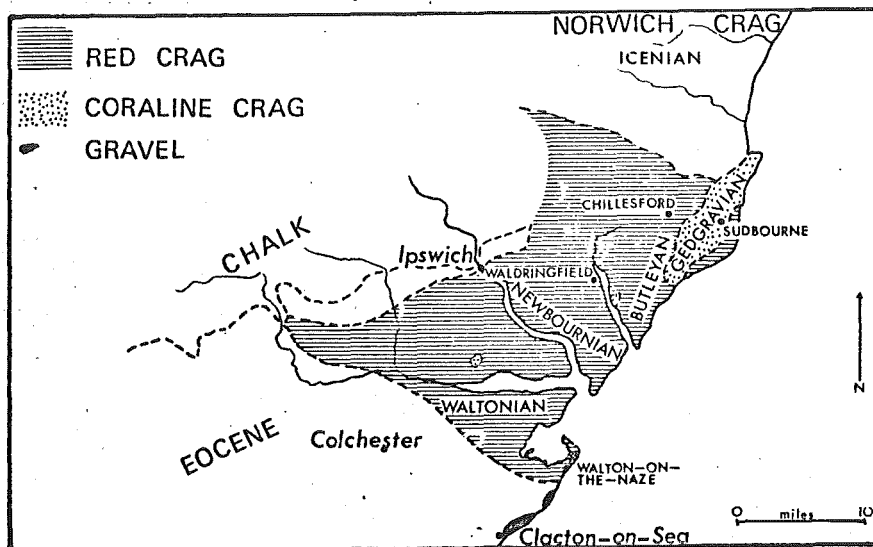 RED CRAG
CORALINE CRAG
GRAVEL
NORWICH CRAG
ICENIAN
CHILLESFORD
GEDGRAVIAN
SUDBOURNE
BUTLEYAN
CHALK
Ipswich
WALDRINGFIELD
NEWBOURNIAN
N
WALTONIAN
EOCENE
Colchester
WALTON-ON-
THE-NAZE
0 miles 10
Clacton-on-Sea